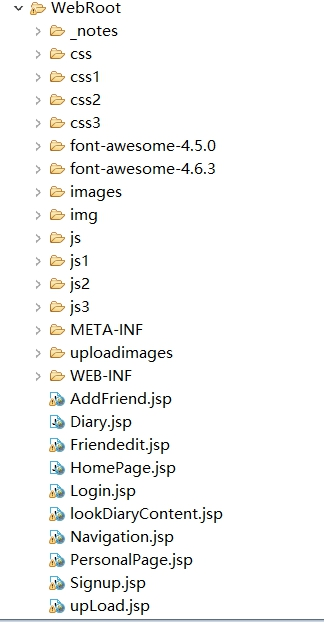 WebRoot
_notes
css
css1
css2
css3
font-awesome-4.5.0
font-awesome-4.6.3
images
img
js
js1
js2
js3
META-INF
uploadimages
WEB-INF
AddFriend.jsp
Diary.jsp
Friendedit.jsp
HomePage.jsp
Login.jsp
lookDiaryContent.jsp
Navigation.jsp
PersonalPage.jsp
Signup.jsp
upLoad.jsp